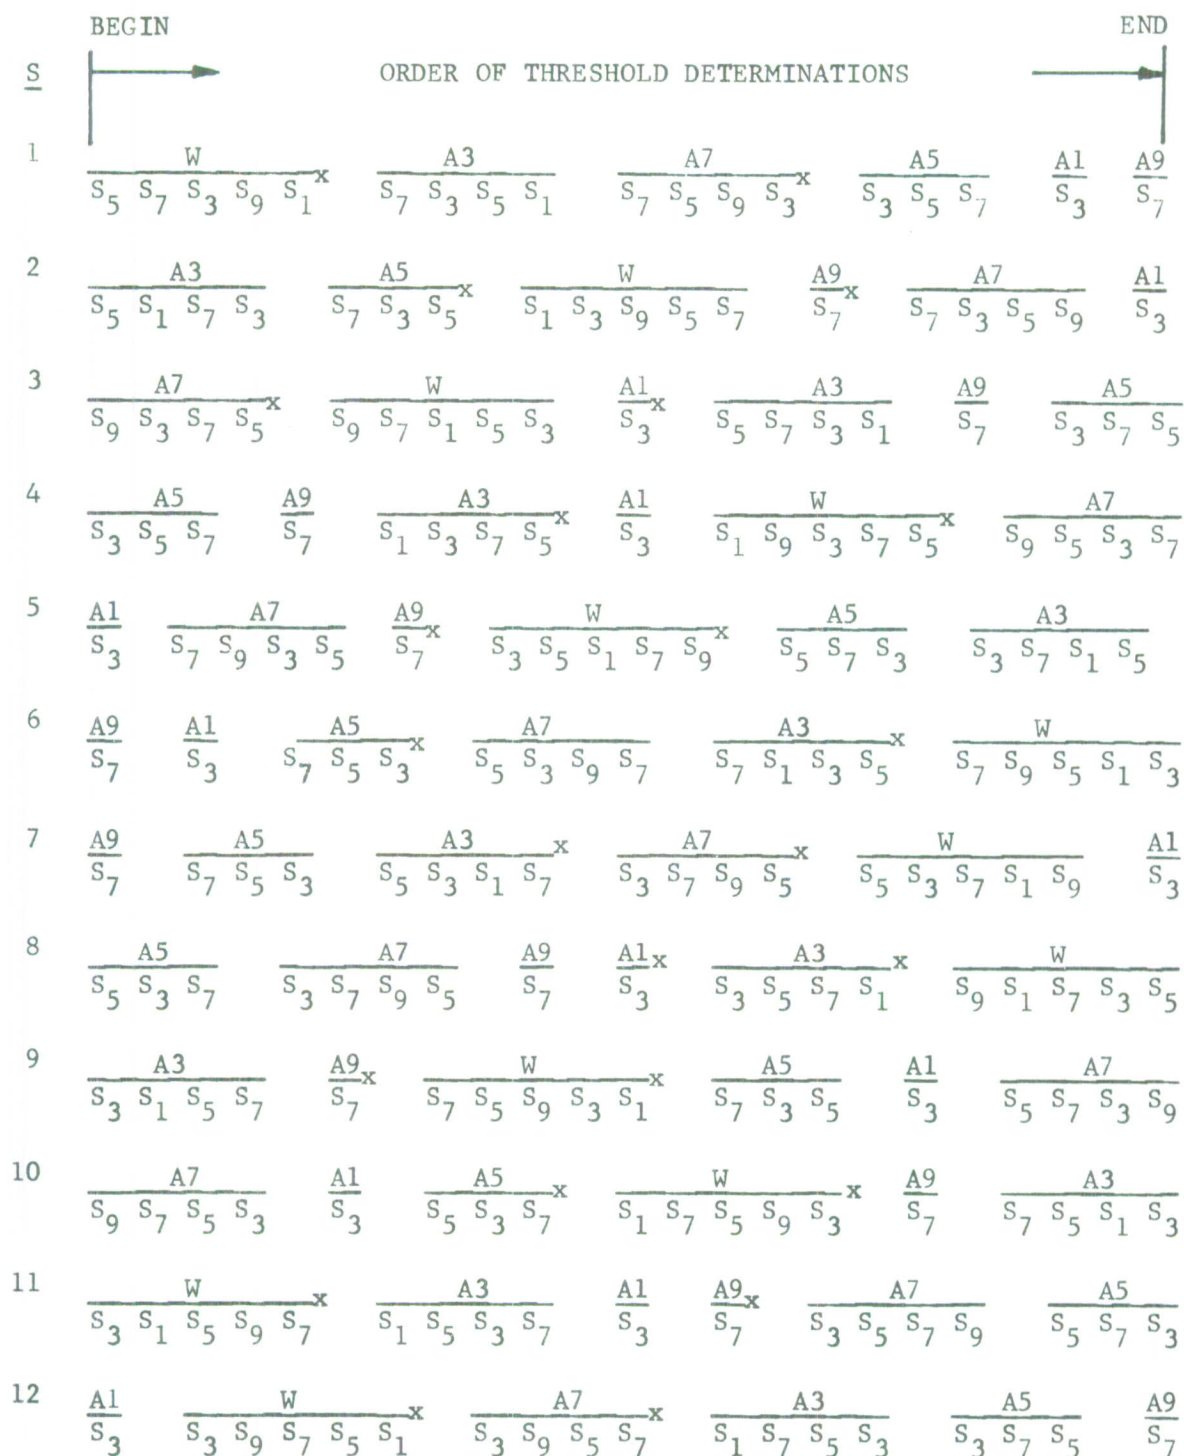 BEGIN END
S ORDER OF THRESHOLD DETERMINATIONS
1 W A3 A7 A5 A1 A9
S5 S7 S3 S9 S1 x S7 S3 S5 S1 S7 S5 S9 S3 x S3 S5 S7 S3 S7
2 A3 A5 W A9 A7 A1
S5 S1 S7 S3 S7 S3 S5 x S1 S3 S9 S5 S7 S7 x S7 S3 S5 S9 S3
3 A7 W A1 A3 A9 A5
S9 S3 S7 S5 x S9 S7 S1 S5 S3 S3 x S5 S7 S3 S1 S7 S3 S7 S5
4 A5 A9 A3 A1 W A7
S3 S5 S7 S7 S1 S3 S7 S5 x S3 S1 S9 S3 S7 S5 x S9 S5 S3 S7
5 A1 A7 A9 W A5 A3
S3 S7 S9 S3 S5 S7 x S3 S5 S1 S7 S9 x S5 S7 S3 S3 S7 S1 S5
6 A9 A1 A5 A7 A3 W
S7 S3 S7 S5 S3 x S5 S3 S9 S7 S7 S1 S3 S5 x S7 S9 S5 S1 S3
7 A9 A5 A3 A7 W A1
S7 S7 S5 S3 S5 S3 S1 S7 x S3 S7 S9 S5 x S5 S3 S7 S1 S9 S3
8 A5 A7 A9 A1 A3 W
S5 S3 S7 S3 S7 S9 S5 S7 S3 x S3 S5 S7 S1 x S9 S1 S7 S3 S5
9 A3 A9 W A5 A1 A7
S3 S1 S5 S7 S7 x S7 S5 S9 S3 S1 x S7 S3 S5 S3 S5 S7 S3 S9
10 A7 A1 A5 W A9 A3
S9 S7 S5 S3 S3 S5 S3 S7 x S1 S7 S5 S9 S3 x S7 S7 S5 S1 S3
11 W A3 A1 A9 A7 A5
S3 S1 S5 S9 S7 x S1 S5 S3 S7 S3 S7 x S3 S5 S7 S9 S5 S7 S3
12 A1 W A7 A3 A5 A9
S3 S3 S9 S7 S5 S1 x S3 S9 S5 S7 x S1 S7 S5 S3 S3 S7 S5 S7